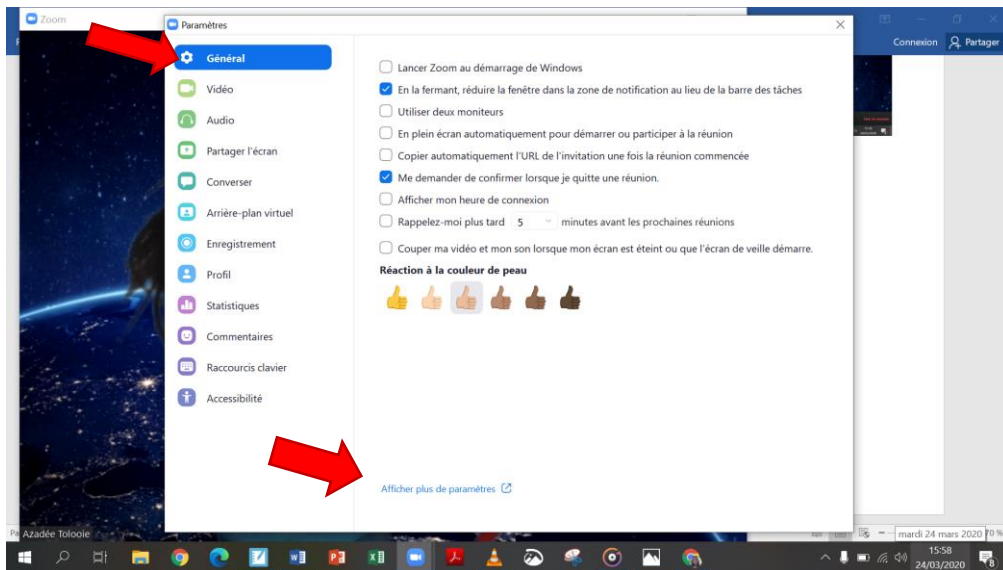 Zoom
Paramètres
Connexion
Partager
Général
Vidéo
Audio
Partager l'écran
Converser
Arrière-plan virtuel
Enregistrement
Profil
Statistiques
Commentaires
Raccourcis clavier
Accessibilité
Lancer Zoom au démarrage de Windows
En la fermant, réduire la fenêtre dans la zone de notification au lieu de la barre des tâches
Utiliser deux moniteurs
En plein écran automatiquement pour démarrer ou participer à la réunion
Copier automatiquement l'URL de l'invitation une fois la réunion commencée
Me demander de confirmer lorsque je quitte une réunion.
Afficher mon heure de connexion
Rappelez-moi plus tard 5 minutes avant les prochaines réunions
Couper ma vidéo et mon son lorsque mon écran est éteint ou que l'écran de veille démarre.
Réaction à la couleur de peau
Afficher plus de paramètres
Azadée Tolooie
mardi 24 mars 2020
70 %
15:58
24/03/2020